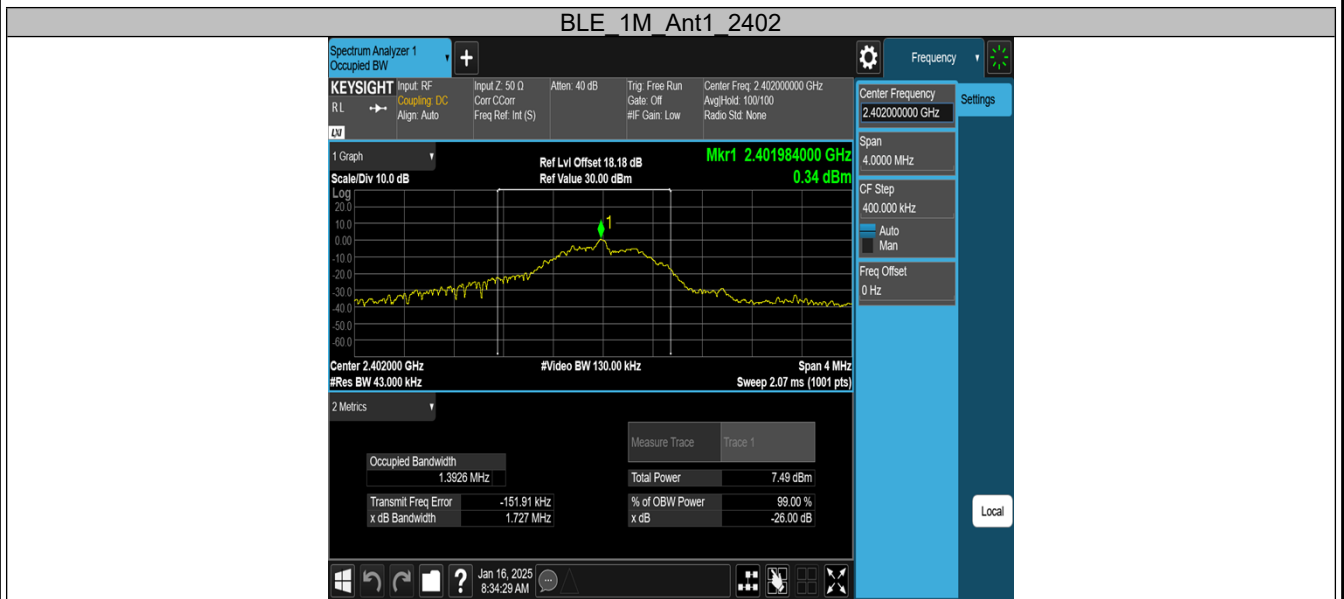 BLE_1M_Ant1_2402
Spectrum Analyzer 1
Occupied BW
Frequency
KEYSIGHT
RL
LXI
Input: RF
Coupling: DC
Align: Auto
Input Z: 50 Ω
Corr CCorr
Freq Ref: Int (S)
Atten: 40 dB
Trig: Free Run
Gate: Off
#IF Gain: Low
Center Freq: 2.402000000 GHz
Avg|Hold: 100/100
Radio Std: None
Center Frequency
2.402000000 GHz
Settings
Span
4.0000 MHz
CF Step
400.000 kHz
Auto
Man
Freq Offset
0 Hz
1 Graph
Scale/Div 10.0 dB
Ref Lvl Offset 18.18 dB
Ref Value 30.00 dBm
Mkr1 2.401984000 GHz
0.34 dBm
Log
20.0
10.0
0.00
-10.0
-20.0
-30.0
-40.0
-50.0
-60.0
1
Center 2.402000 GHz
#Video BW 130.00 kHz
Span 4 MHz
#Res BW 43.000 kHz
Sweep 2.07 ms (1001 pts)
2 Metrics
Measure Trace
Trace 1
Occupied Bandwidth
1.3926 MHz
Total Power
7.49 dBm
Transmit Freq Error
-151.91 kHz
% of OBW Power
99.00 %
x dB Bandwidth
1.727 MHz
x dB
-26.00 dB
Local
Jan 16, 2025
8:34:29 AM